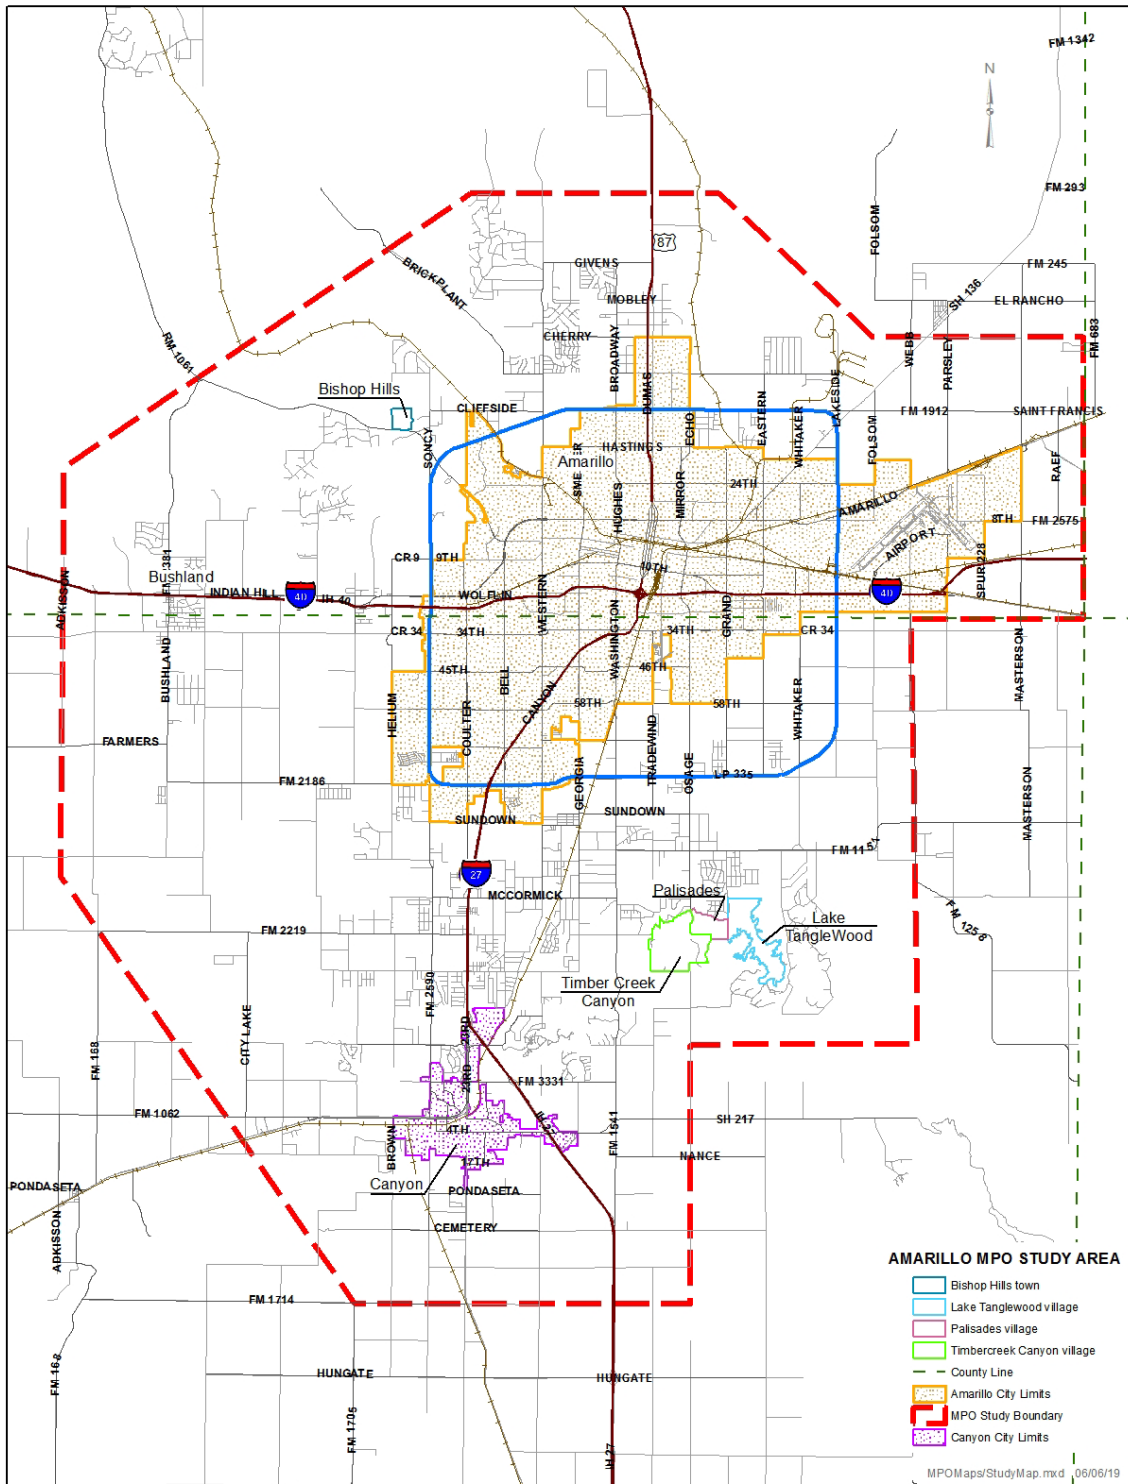 FM 1342
N
FM 293
FOLSOM
87
GIVENS
FM 245
BRICKPLANT
SH 136
EL RANCHO
MOBLEY
CHERRY
BROADWAY
WEBB
PARSLEY
FM 683
RM 1061
DUMAS
Bishop Hills
CLIFFSIDE
EASTERN
WHITAKER
LAKESIDE
FM 1912
SAINT FRANCIS
SONCY
ECHO
FOLSOM
HASTINGS
Amarillo
RAEF
24TH
HUGHES
MIRROR
AMARILLO
8TH
FM 2575
AIRPORT
CR 9
9TH
10TH
SPUR 228
Bushland
INDIAN HILL
40
IH 40
WOLFLIN
WESTERN
40
ADKISSON
WASHINGTON
GRAND
CR 34
34TH
34TH
CR 34
BUSHLAND
45TH
BELL
46TH
MASTERSON
HELIUM
COULTER
CANYON
58TH
58TH
WHITAKER
FARMERS
TRADEWIND
OSAGE
FM 2186
GEORGIA
LP 335
MASTERSON
SUNDOWN
SUNDOWN
FM 1151
27
MCCORMICK
Palisades
Lake
TangleWood
FM 1258
FM 2219
Timber Creek
Canyon
FM 2590
CITY LAKE
23RD
FM 168
23RD
FM 3331
FM 1062
IH 27
FM 1541
SH 217
4TH
BROWN
17TH
NANCE
Canyon
PONDASETA
PONDASETA
ADKISSON
CEMETERY
AMARILLO MPO STUDY AREA
Bishop Hills town
FM 1714
Lake Tanglewood village
Palisades village
Timbercreek Canyon village
FM 168
HUNGATE
HUNGATE
County Line
Amarillo City Limits
FM 1705
MPO Study Boundary
IH 27
Canyon City Limits
MPOMaps/StudyMap.mxd 06/06/19